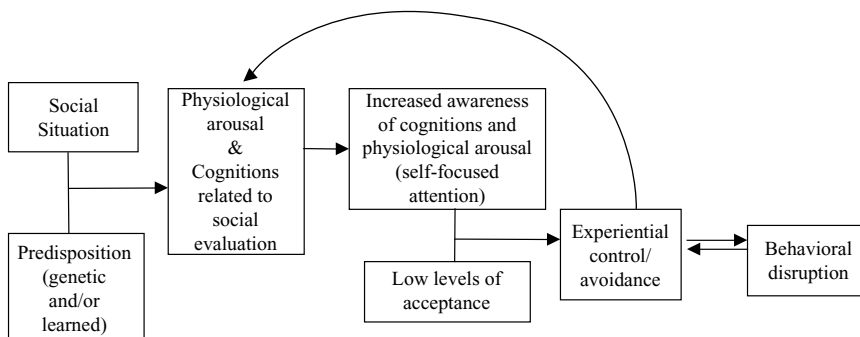 Social
Situation
Predisposition
(genetic
and/or
learned)
Physiological
arousal
&
Cognitions
related to
social
evaluation
Increased awareness
of cognitions and
physiological arousal
(self-focused
attention)
Low levels of
acceptance
Experiential
control/
avoidance
Behavioral
disruption